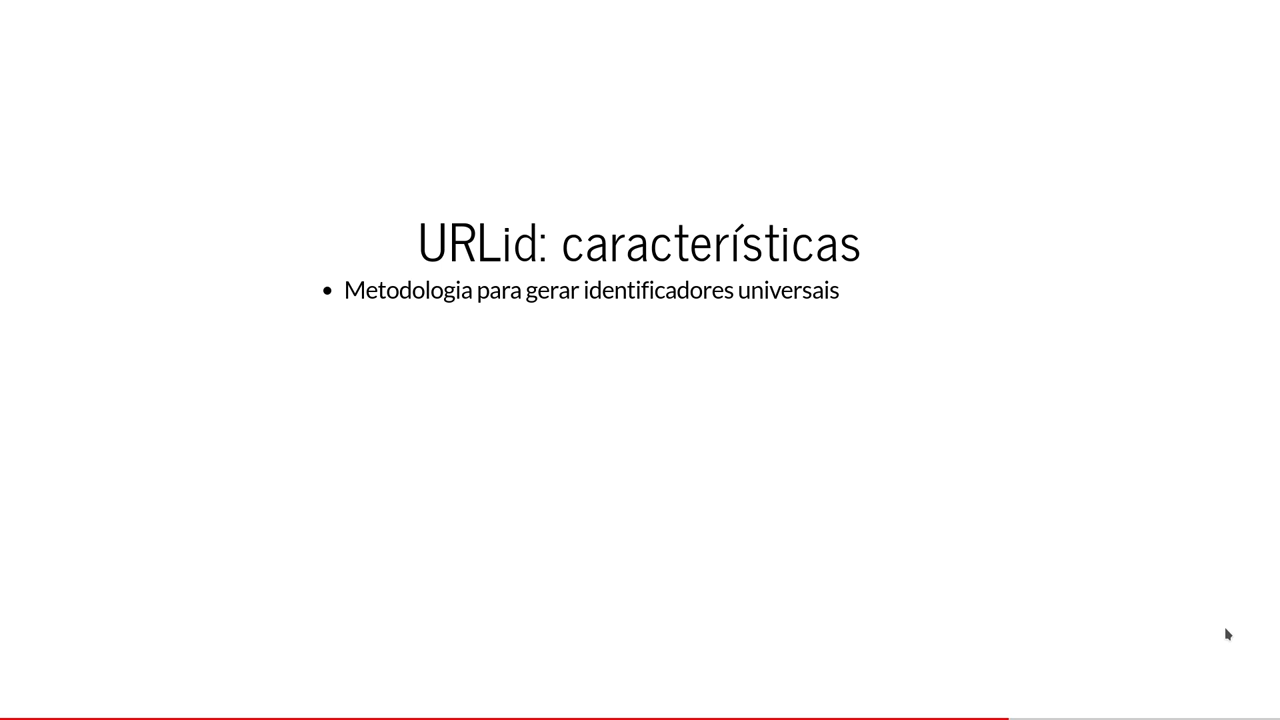 URLid: características
• Metodologia para gerar identificadores universais